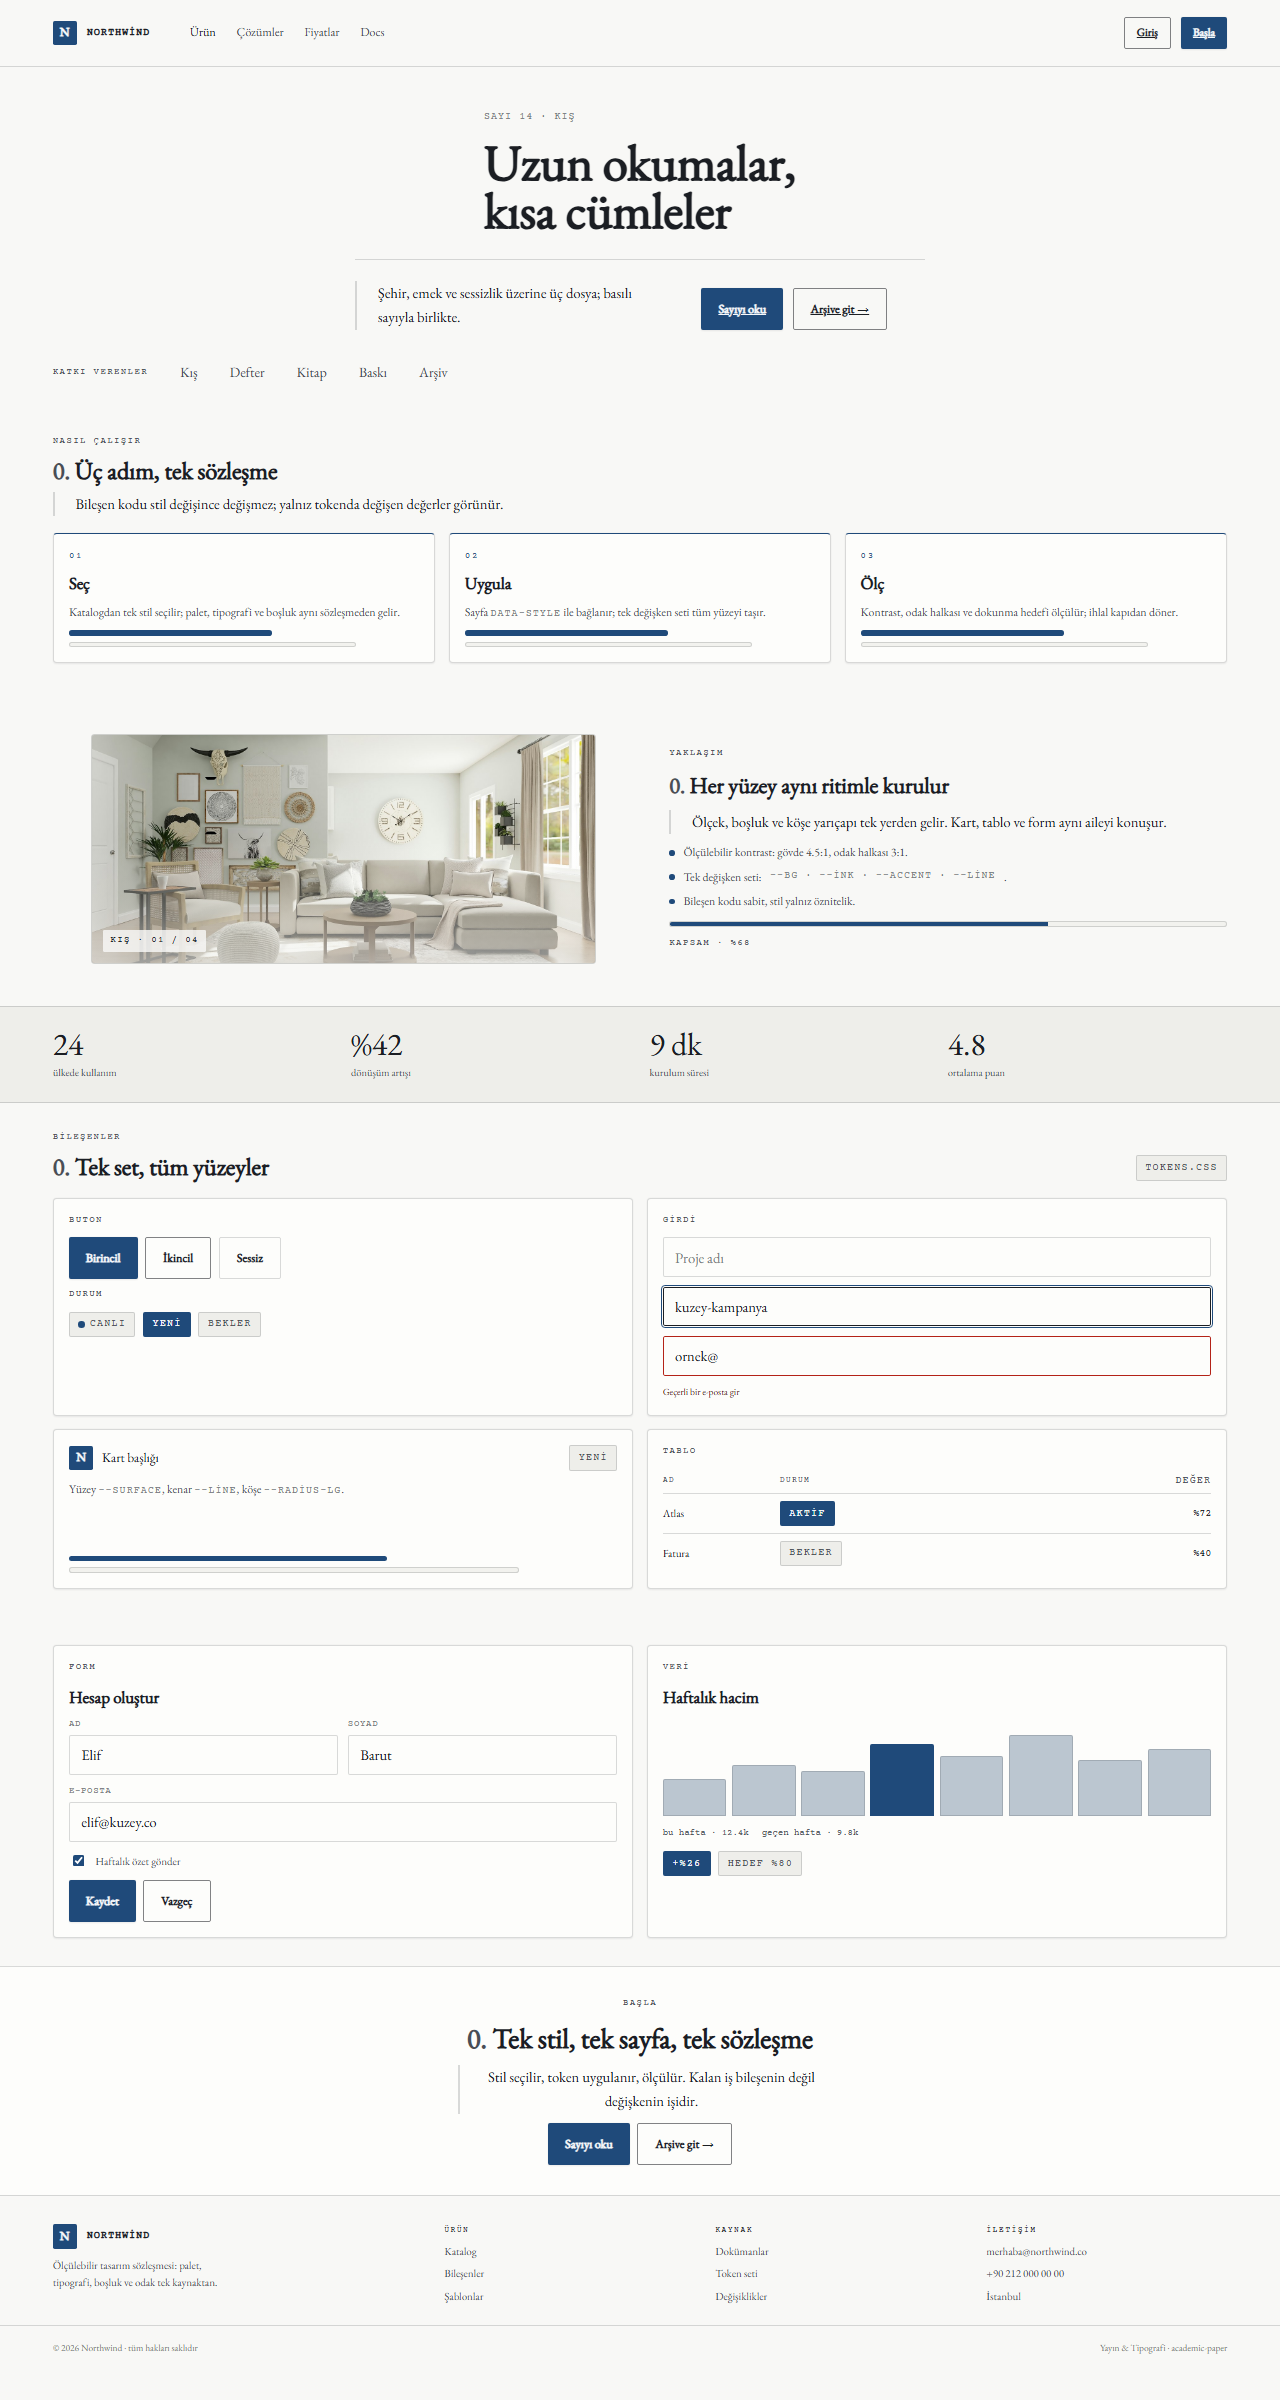 N NORTHWİND Ürün Çözümler Fiyatlar Docs Giriş Başla
SAYI 14 · KIŞ
Uzun okumalar,
kısa cümleler
Şehir, emek ve sessizlik üzerine üç dosya; basılı
sayıyla birlikte.
Sayıyı oku Arşive git →
KATKI VERENLER Kış Defter Kitap Baskı Arşiv
NASIL ÇALIŞIR
0. Üç adım, tek sözleşme
Bileşen kodu stil değişince değişmez; yalnız tokenda değişen değerler görünür.
01
Seç
Katalogdan tek stil seçilir; palet, tipografi ve boşluk aynı sözleşmeden gelir.
02
Uygula
Sayfa DATA-STYLE ile bağlanır; tek değişken seti tüm yüzeyi taşır.
03
Ölç
Kontrast, odak halkası ve dokunma hedefi ölçülür; ihlal kapıdan döner.
KIŞ · 01 / 04
YAKLAŞIM
0. Her yüzey aynı ritimle kurulur
Ölçek, boşluk ve köşe yarıçapı tek yerden gelir. Kart, tablo ve form aynı aileyi konuşur.
Ölçülebilir kontrast: gövde 4.5:1, odak halkası 3:1.
Tek değişken seti: --BG · --İNK · --ACCENT · --LİNE .
Bileşen kodu sabit, stil yalnız öznitelik.
KAPSAM · %68
24
ülkede kullanım
%42
dönüşüm artışı
9 dk
kurulum süresi
4.8
ortalama puan
BİLEŞENLER
0. Tek set, tüm yüzeyler
TOKENS.CSS
BUTON
Birincil İkincil Sessiz
DURUM
CANLI YENİ BEKLER
GİRDİ
Proje adı
kuzey-kampanya
ornek@
Geçerli bir e-posta gir
N Kart başlığı YENİ
Yüzey --SURFACE, kenar --LİNE, köşe --RADİUS-LG.
TABLO
AD DURUM DEĞER
Atlas AKTİF %72
Fatura BEKLER %40
FORM
Hesap oluştur
AD SOYAD
Elif Barut
E-POSTA
elif@kuzey.co
Haftalık özet gönder
Kaydet Vazgeç
VERİ
Haftalık hacim
bu hafta · 12.4k geçen hafta · 9.8k
+%26 HEDEF %80
BAŞLA
0. Tek stil, tek sayfa, tek sözleşme
Stil seçilir, token uygulanır, ölçülür. Kalan iş bileşenin değil
değişkenin işidir.
Sayıyı oku Arşive git →
N NORTHWİND
Ölçülebilir tasarım sözleşmesi: palet,
tipografi, boşluk ve odak tek kaynaktan.
ÜRÜN
Katalog
Bileşenler
Şablonlar
KAYNAK
Dokümanlar
Token seti
Değişiklikler
İLETİŞİM
merhaba@northwind.co
+90 212 000 00 00
İstanbul
© 2026 Northwind · tüm hakları saklıdır
Yayın & Tipografi · academic-paper